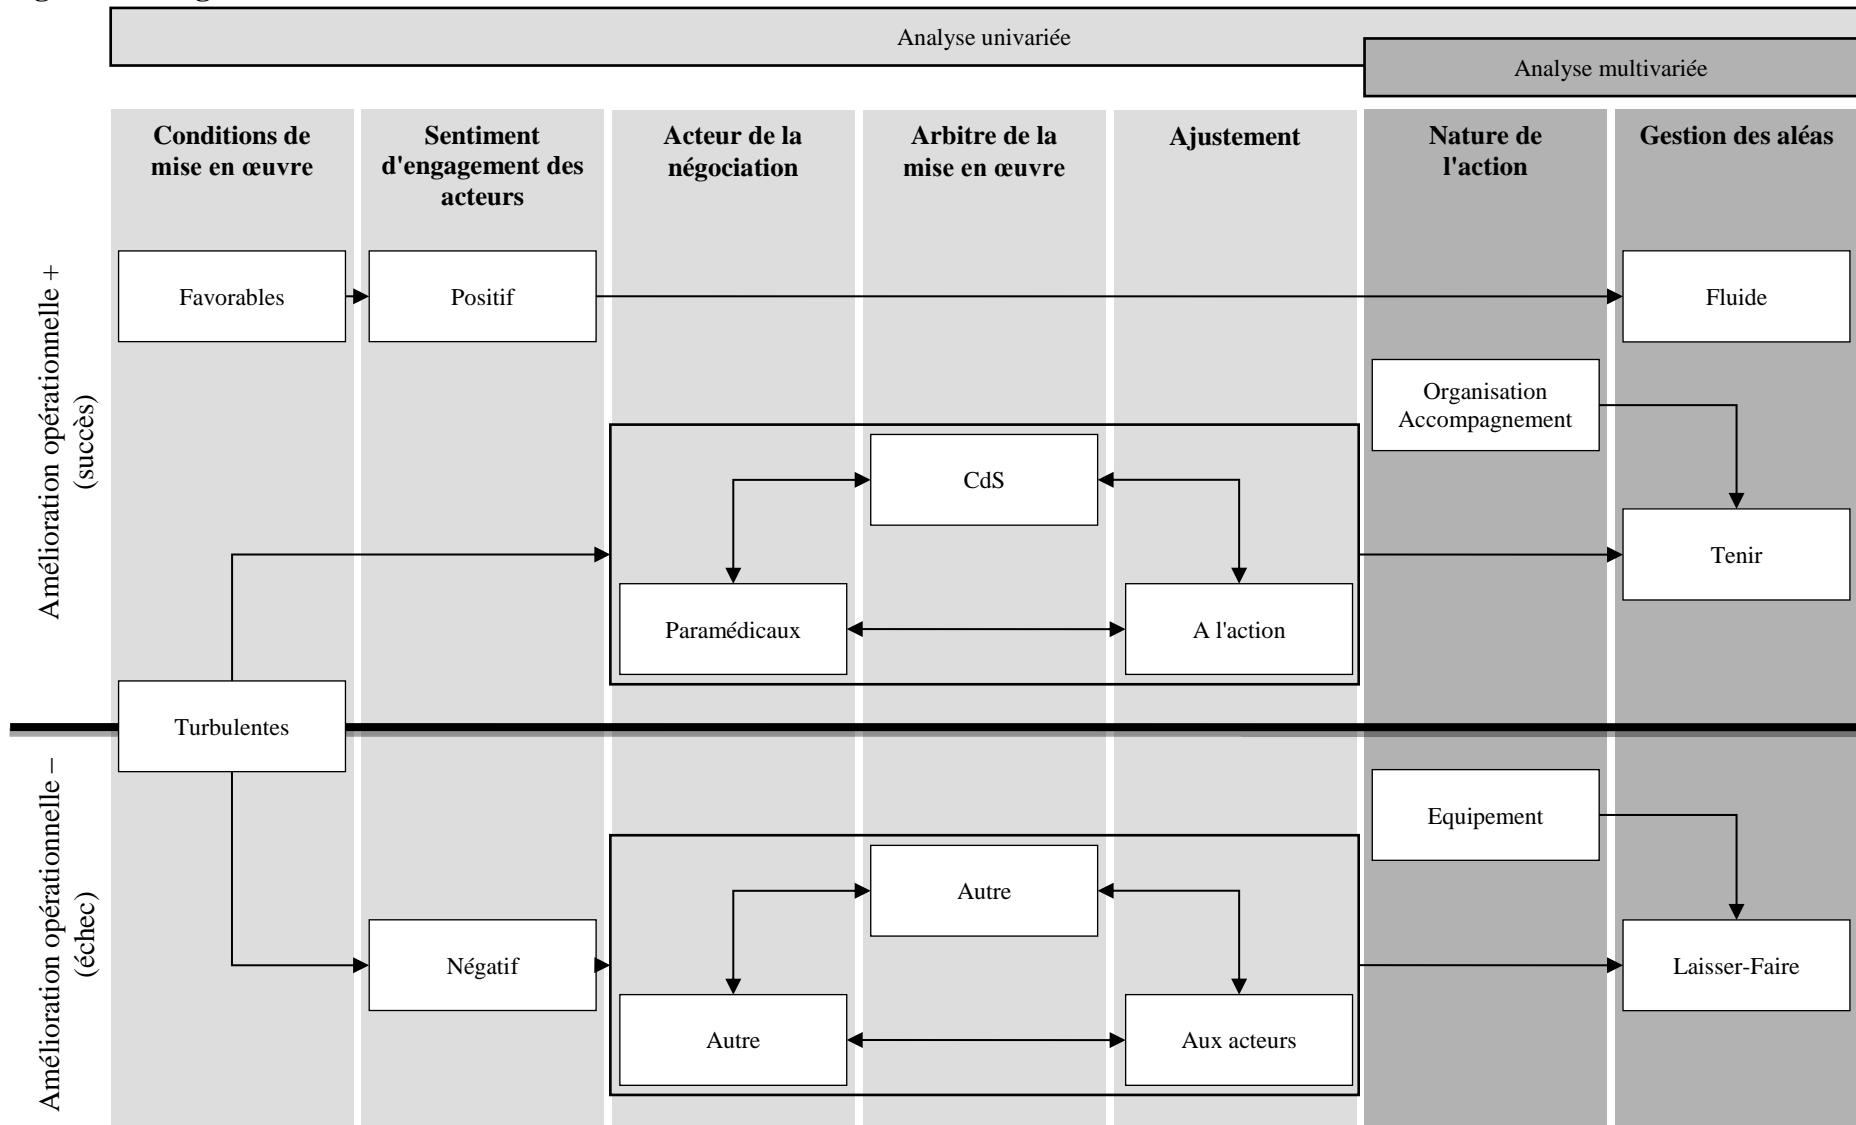 Analyse univariée
Analyse multivariée
Conditions de
mise en œuvre
Sentiment
d'engagement des
acteurs
Acteur de la
négociation
Arbitre de la
mise en œuvre
Ajustement
Nature de
l'action
Gestion des aléas
Amélioration opérationnelle +
(succès)
Favorables
Positif
Fluide
Organisation
Accompagnement
CdS
Tenir
Paramédicaux
A l'action
Turbulentes
Amélioration opérationnelle –
(échec)
Equipement
Autre
Négatif
Laisser-Faire
Autre
Aux acteurs